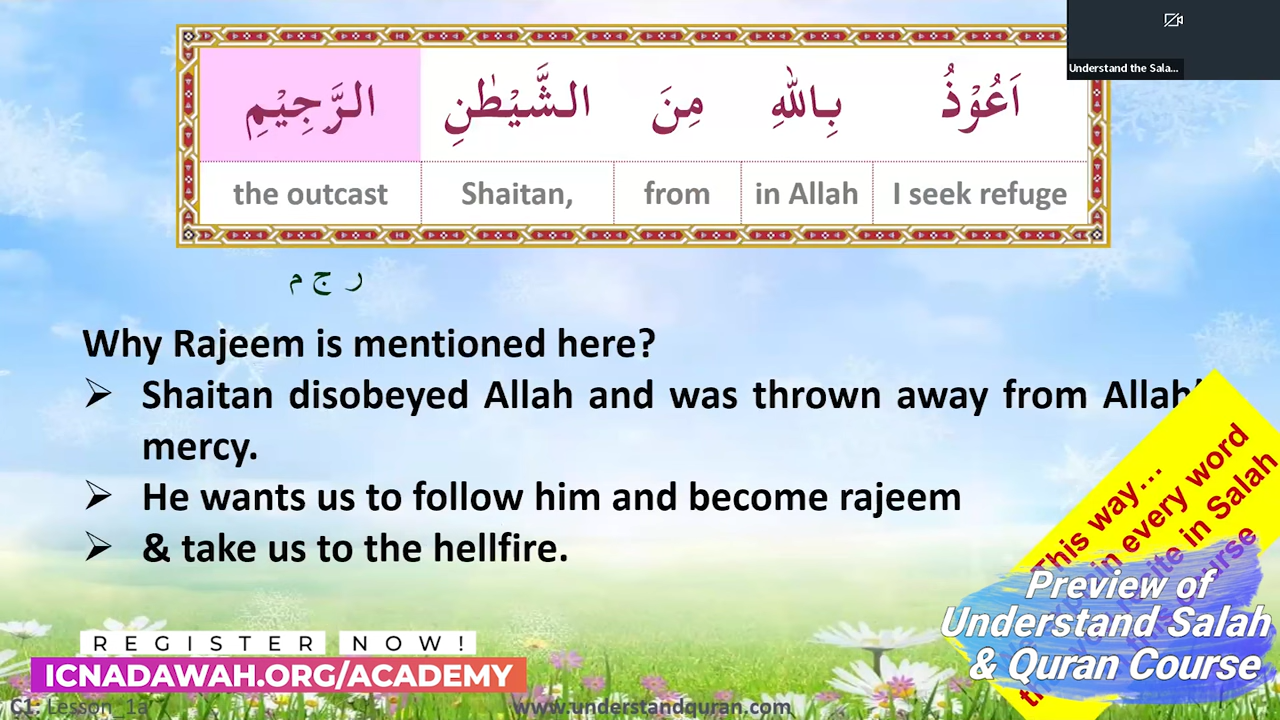 Understand the Sala...
اَعُوْذُ بِاللّٰهِ مِنَ الشَّيْطٰنِ الرَّجِيْمِ
the outcast Shaitan, from in Allah I seek refuge
ر ج م
Why Rajeem is mentioned here?
➢ Shaitan disobeyed Allah and was thrown away from Allah'
mercy.
➢ He wants us to follow him and become rajeem
➢ & take us to the hellfire.
This way...
in every word
in Salah
Preview of
Understand Salah
& Quran Course
REGISTER NOW!
ICNADAWAH.ORG/ACADEMY
C1: Lesson_1a
www.understandquran.com